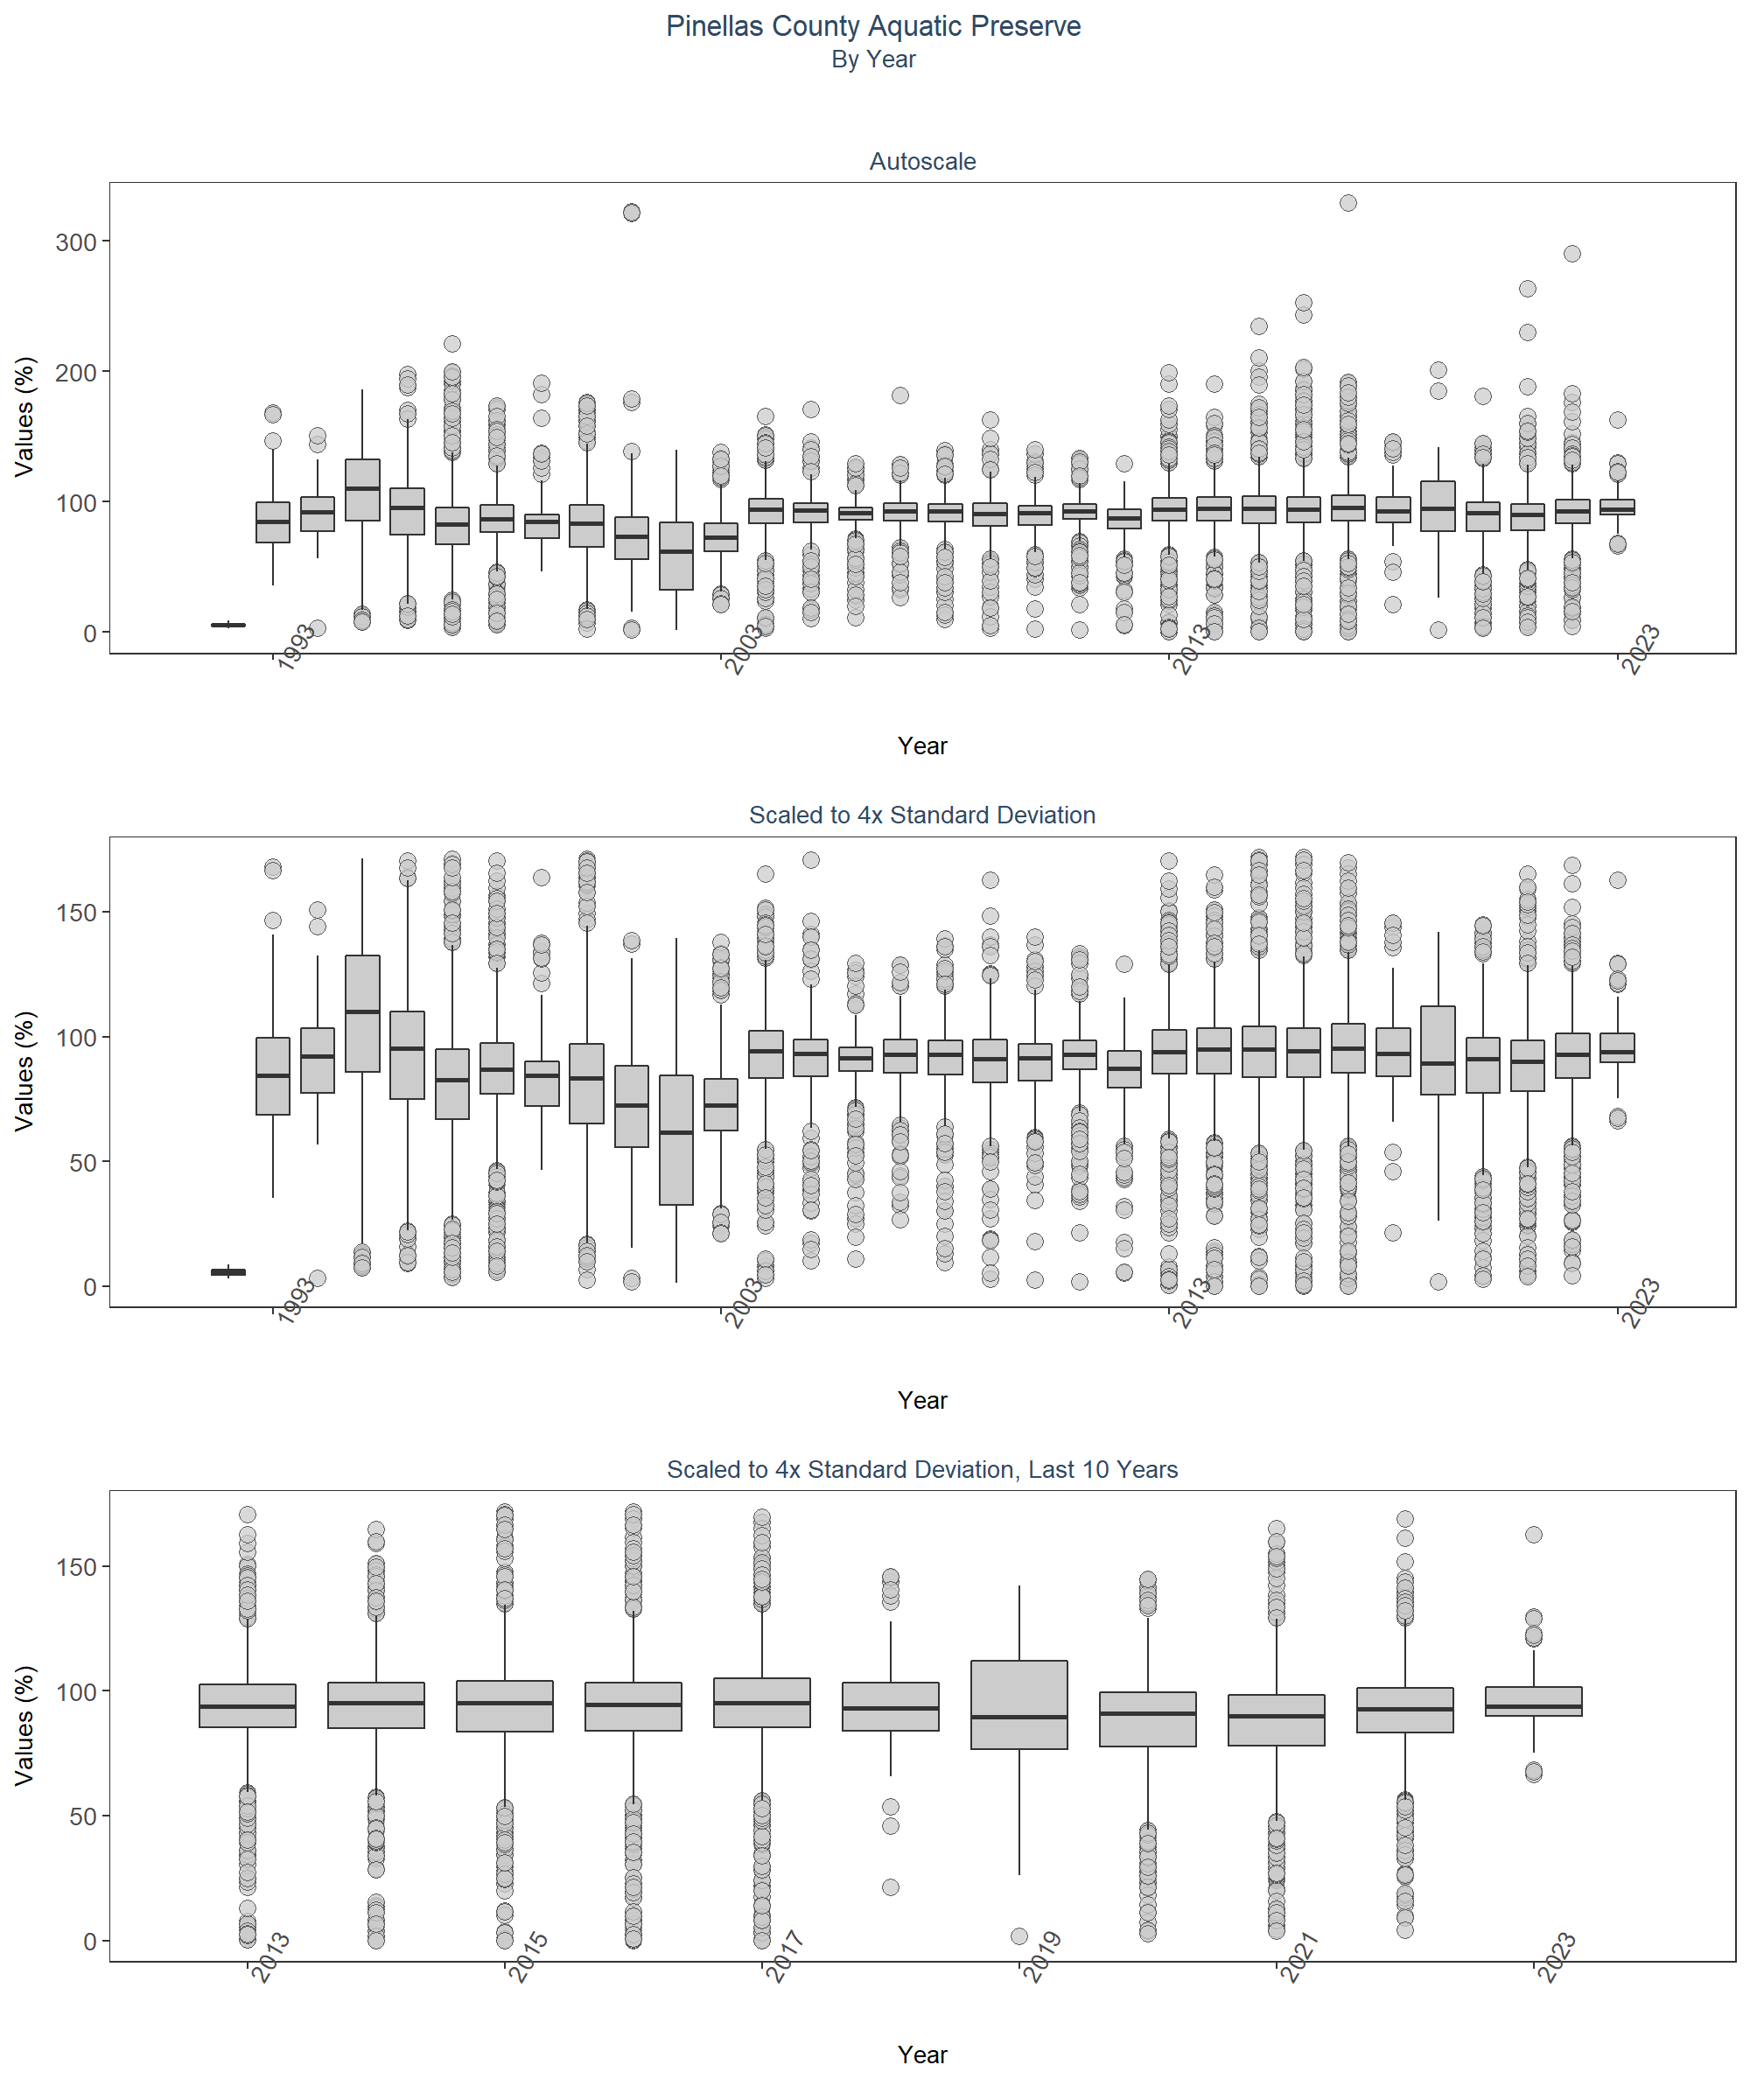 Pinellas County Aquatic Preserve
By Year
Autoscale
Values (%)
300
200
100
0
1993
2003
2013
2023
Year
Scaled to 4x Standard Deviation
Values (%)
150
100
50
0
1993
2003
2013
2023
Year
Scaled to 4x Standard Deviation, Last 10 Years
Values (%)
150
100
50
0
2013
2015
2017
2019
2021
2023
Year